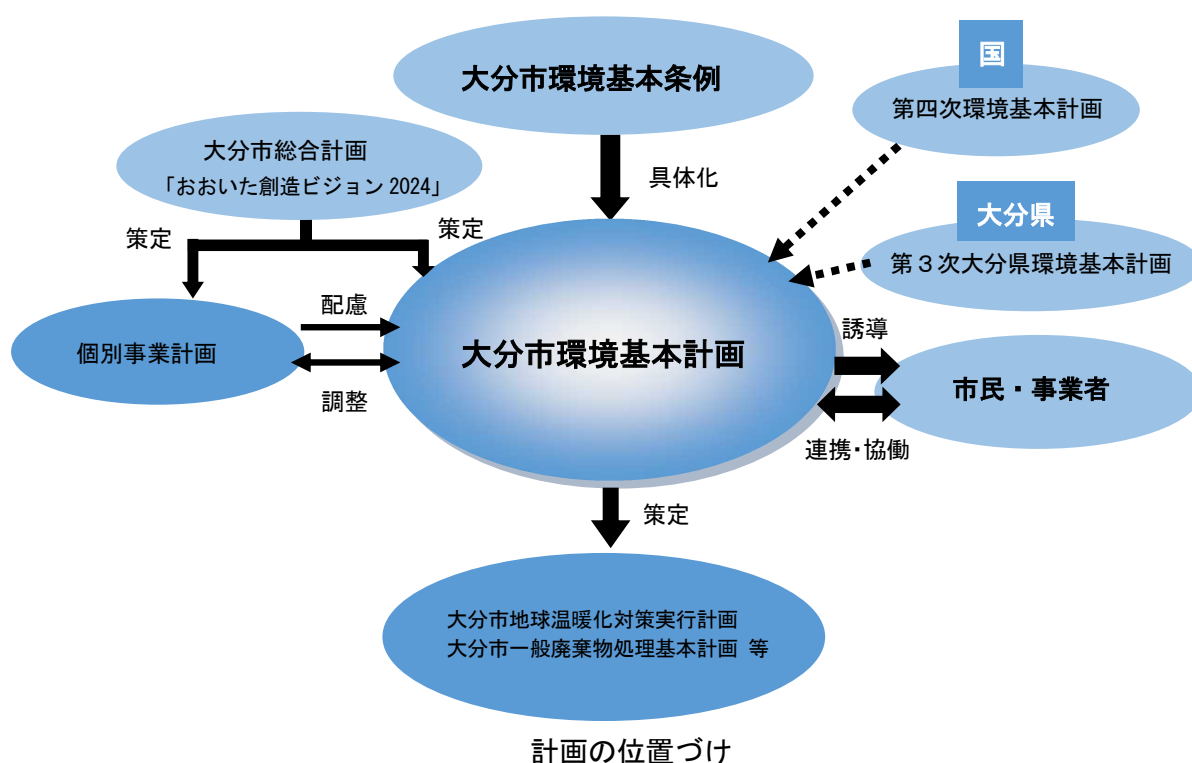 大分市環境基本条例
国
第四次環境基本計画
大分市総合計画
「おおいた創造ビジョン 2024」
具体化
大分県
第３次大分県環境基本計画
策定
策定
配慮
個別事業計画
調整
大分市環境基本計画
誘導
市民・事業者
連携・協働
策定
大分市地球温暖化対策実行計画
大分市一般廃棄物処理基本計画 等
計画の位置づけ